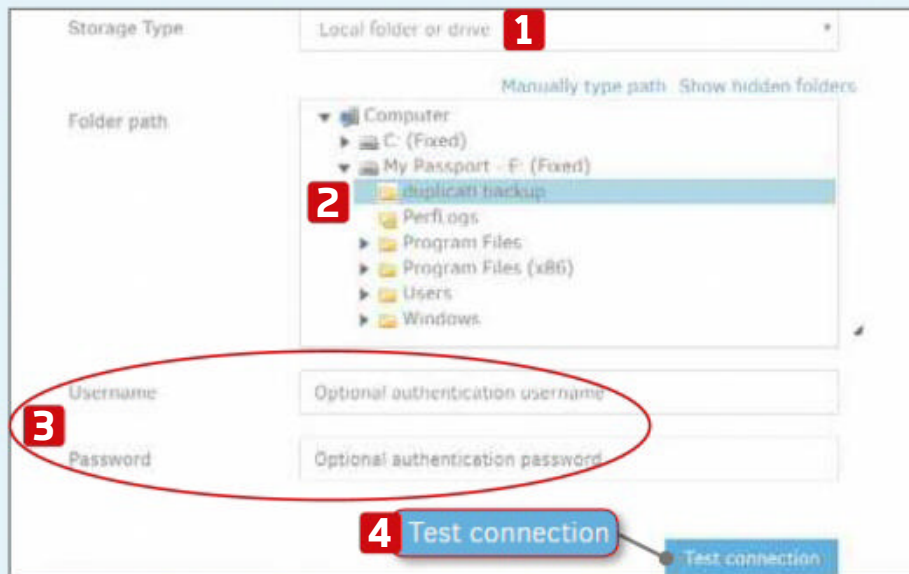 Storage Type
Local folder or drive 1
Manually type path Show hidden folders
Folder path
Computer
C: (Fixed)
My Passport - F: (Fixed)
2 duplicati backup
PerfLogs
Program Files
Program Files (x86)
Users
Windows
Username
Optional authentication username
3
Password
Optional authentication password
4 Test connection
Test connection